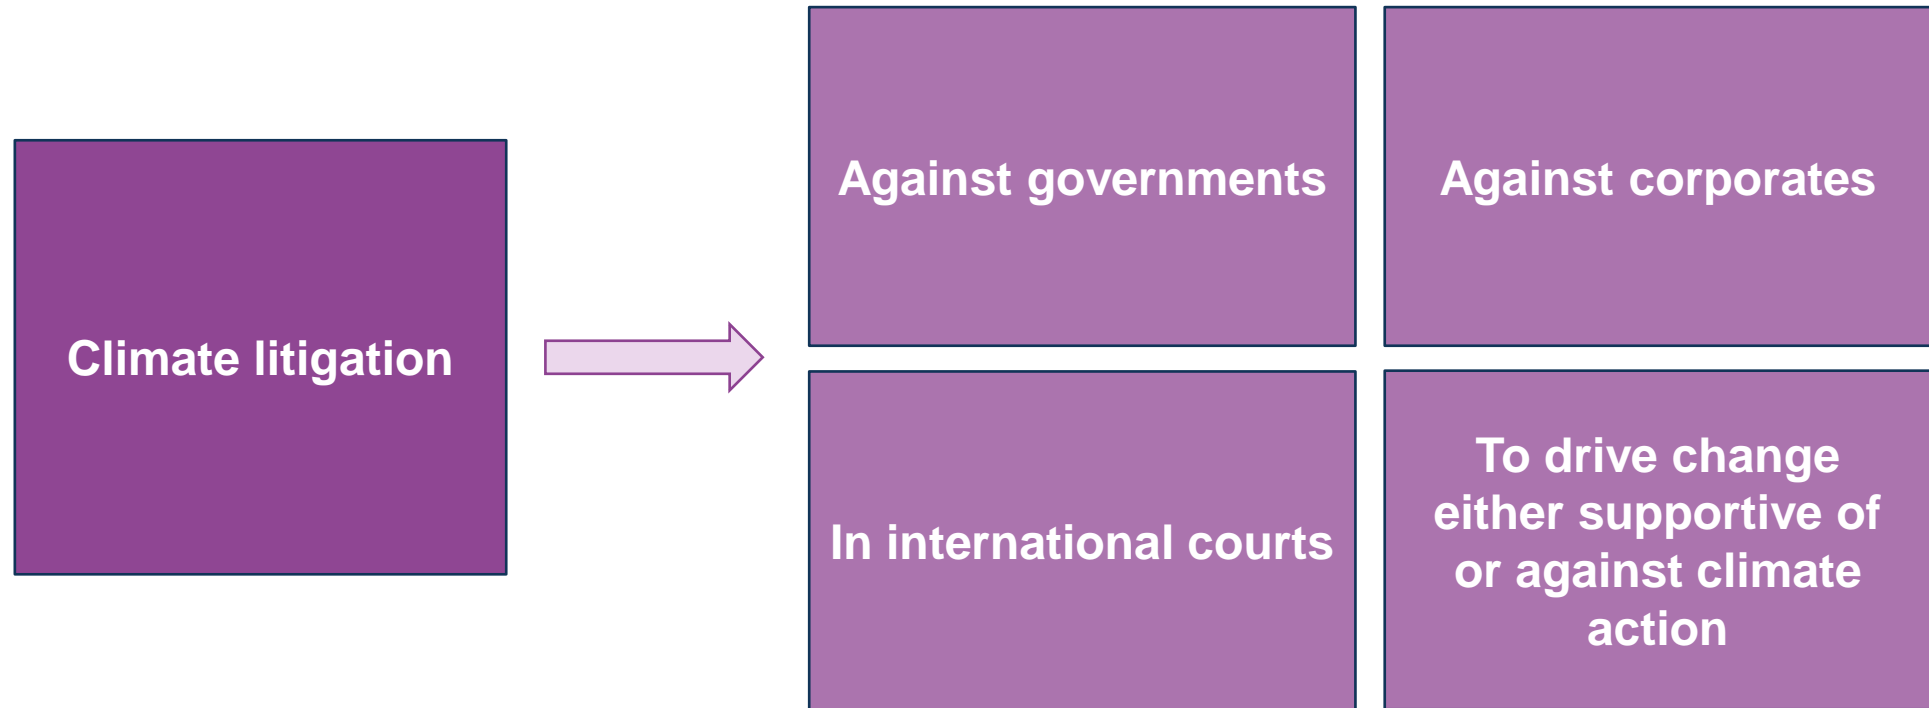 Climate litigation
Against governments
Against corporates
In international courts
To drive change
either supportive of
or against climate
action